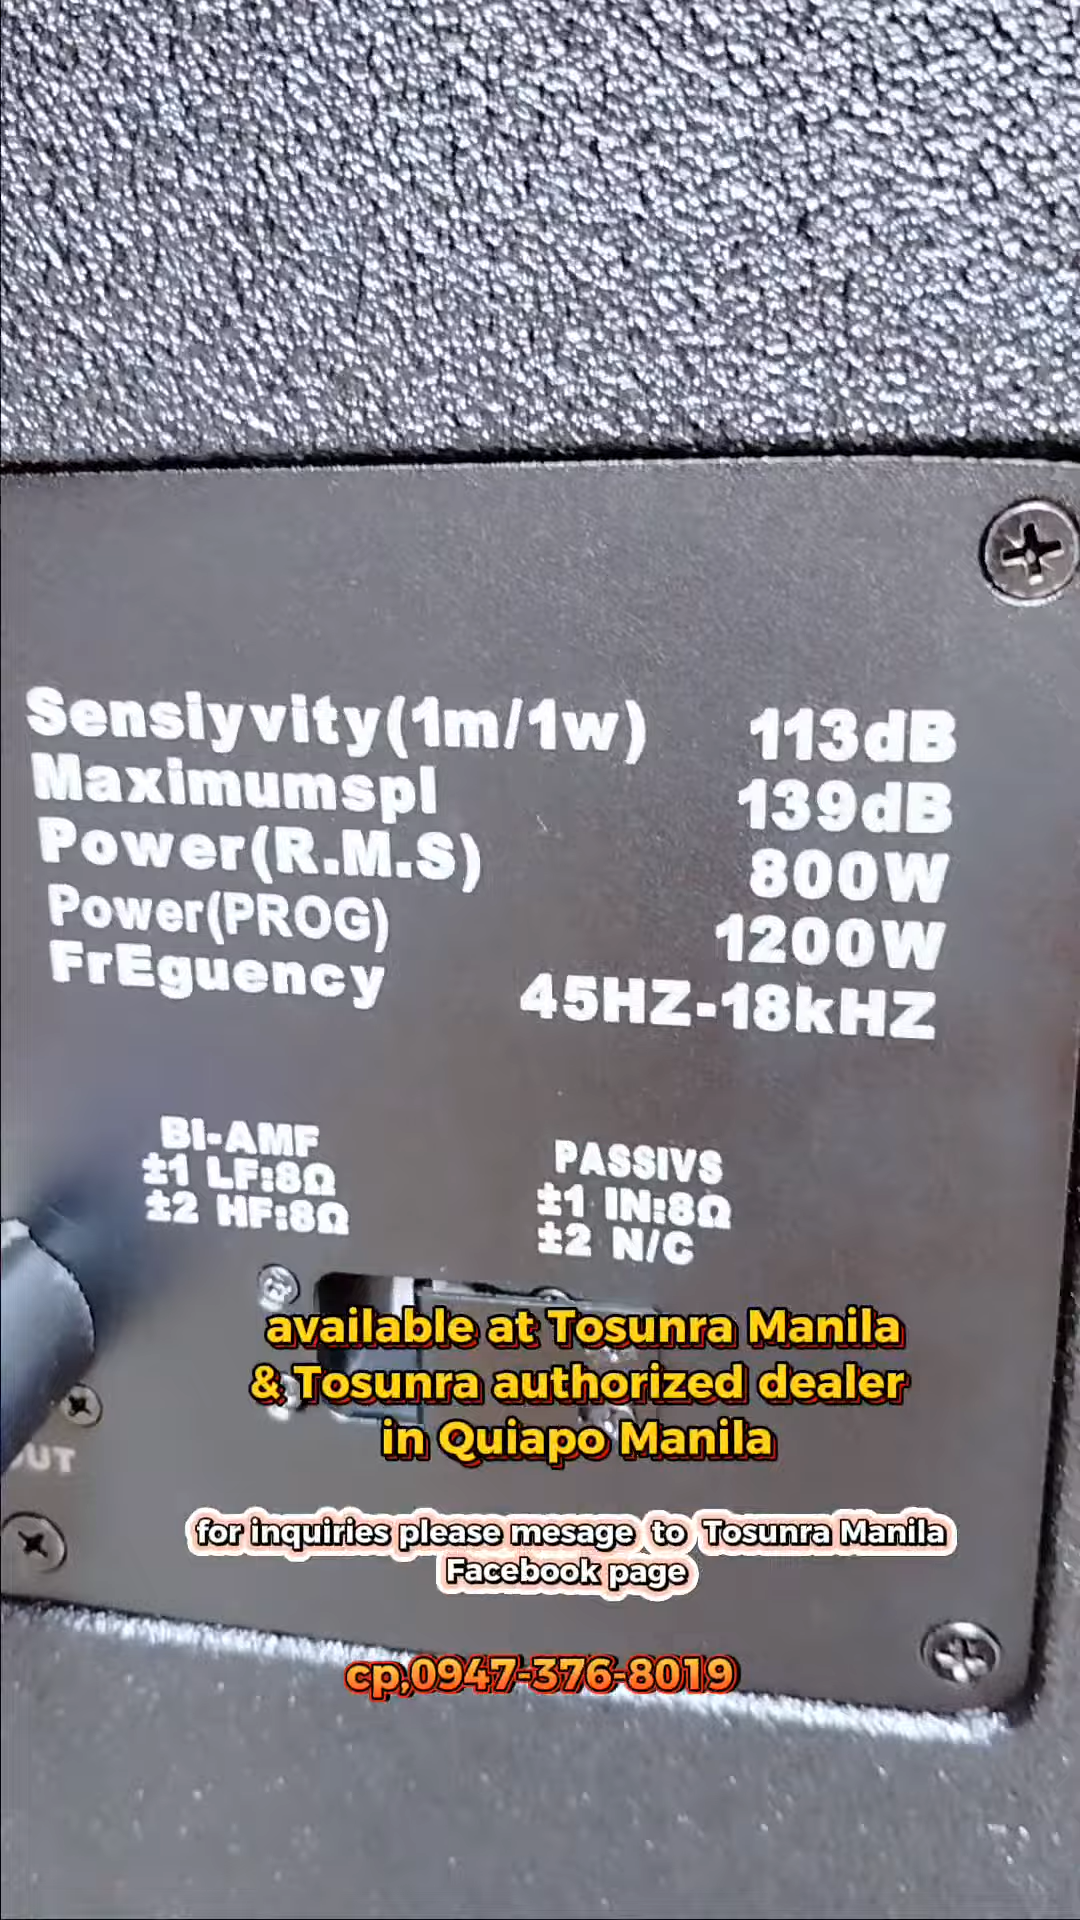 Sensiyvity(1m/1w) 113dB
Maximumspl 139dB
Power(R.M.S) 800W
Power(PROG) 1200W
FrEguency 45HZ-18kHZ
BI-AMF
±1 LF:8Ω
±2 HF:8Ω
PASSIVS
±1 IN:8Ω
±2 N/C
available at Tosunra Manila
& Tosunra authorized dealer
in Quiapo Manila
UT
for inquiries please mesage to Tosunra Manila
Facebook page
cp,0947-376-8019